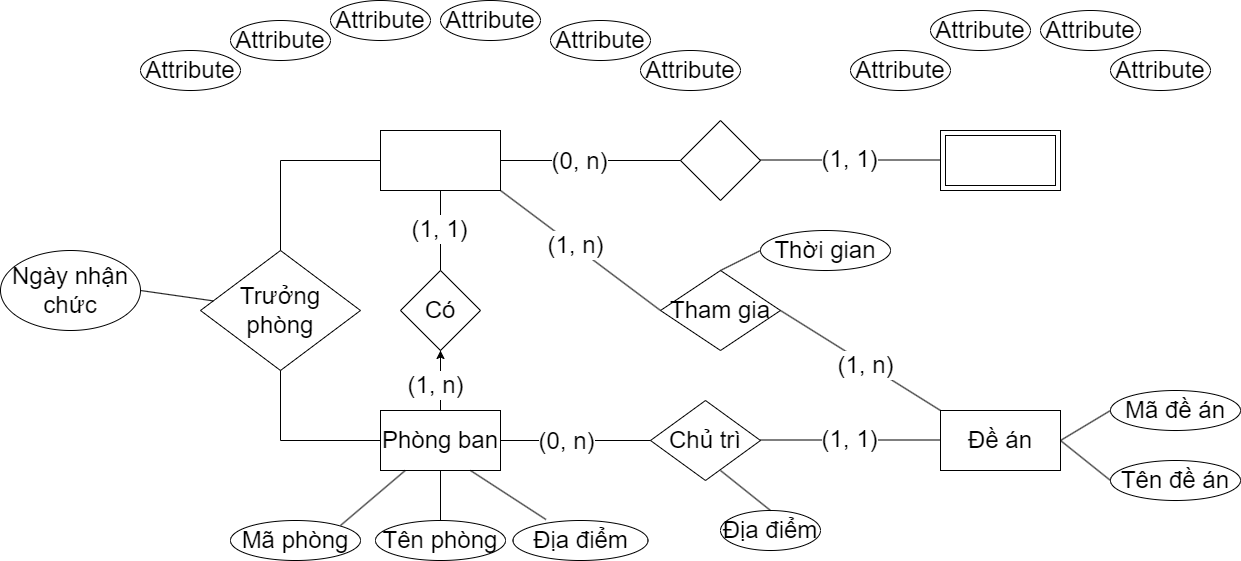 Attribute
Attribute
Attribute
Attribute
Attribute
Attribute
Attribute
Attribute
Attribute
Attribute
(0, n)
(1, 1)
(1, 1)
(1, n)
Thời gian
Ngày nhận
chức
Trưởng
phòng
Có
Tham gia
(1, n)
(1, n)
Phòng ban
(0, n)
Chủ trì
(1, 1)
Đề án
Mã đề án
Tên đề án
Mã phòng
Tên phòng
Địa điểm
Địa điểm